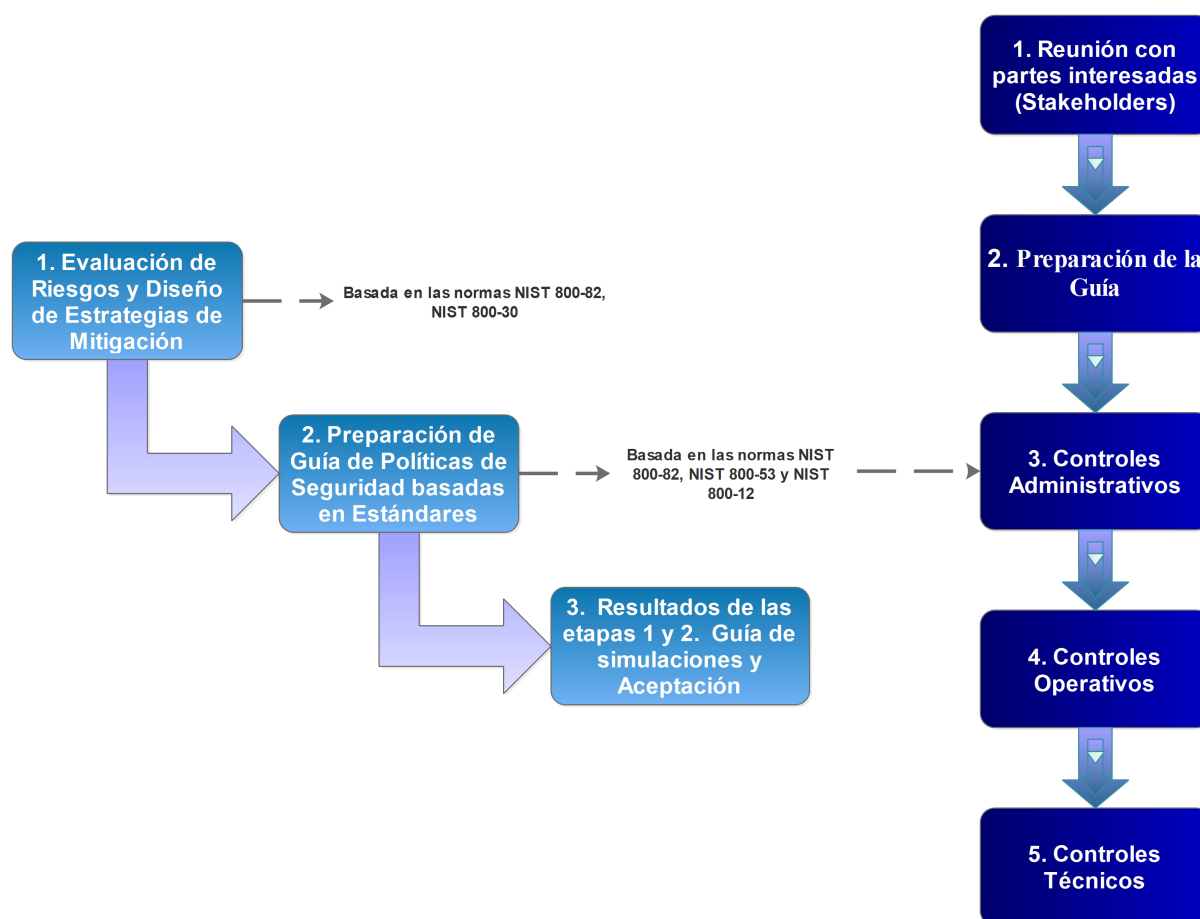 1. Evaluación de
Riesgos y Diseño
de Estrategias de
Mitigación
Basada en las normas NIST 800-82,
NIST 800-30
2. Preparación de
Guía de Políticas de
Seguridad basadas
en Estándares
Basada en las normas NIST
800-82, NIST 800-53 y NIST
800-12
3. Resultados de las
etapas 1 y 2. Guía de
simulaciones y
Aceptación
1. Reunión con
partes interesadas
(Stakeholders)
2. Preparación de la
Guía
3. Controles
Administrativos
4. Controles
Operativos
5. Controles
Técnicos